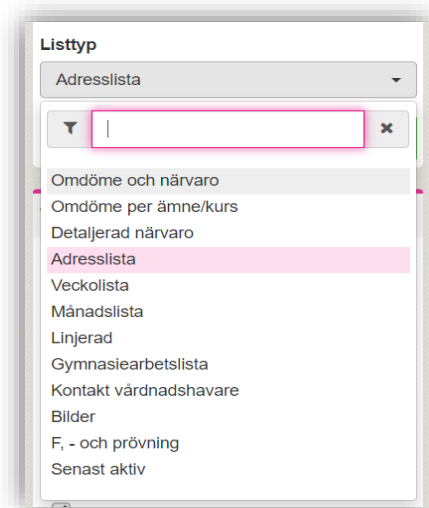 Listtyp
Adresslista
Omdöme och närvaro
Omdöme per ämne/kurs
Detaljerad närvaro
Adresslista
Veckolista
Månadslista
Linjerad
Gymnasiearbetslista
Kontakt vårdnadshavare
Bilder
F, - och prövning
Senast aktiv